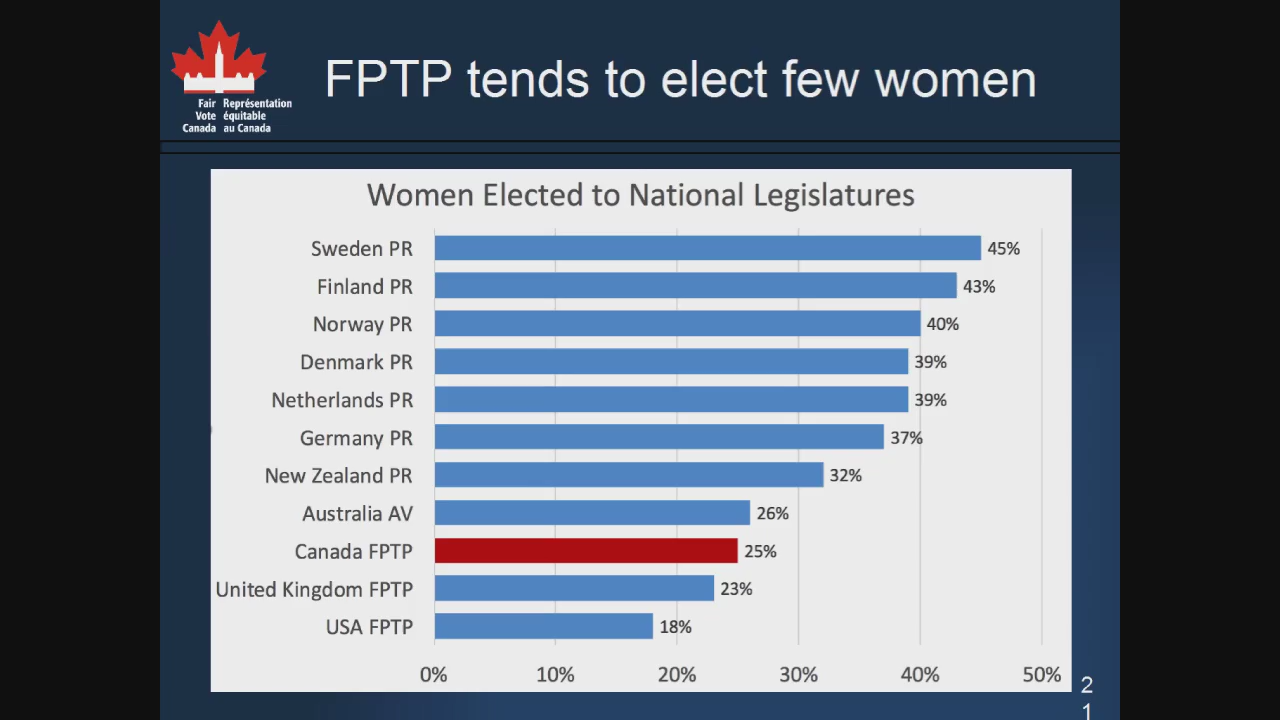 FPTP tends to elect few women
Fair Représentation
Vote équitable
Canada au Canada
Women Elected to National Legislatures
Sweden PR 45%
Finland PR 43%
Norway PR 40%
Denmark PR 39%
Netherlands PR 39%
Germany PR 37%
New Zealand PR 32%
Australia AV 26%
Canada FPTP 25%
United Kingdom FPTP 23%
USA FPTP 18%
0% 10% 20% 30% 40% 50%
2
1